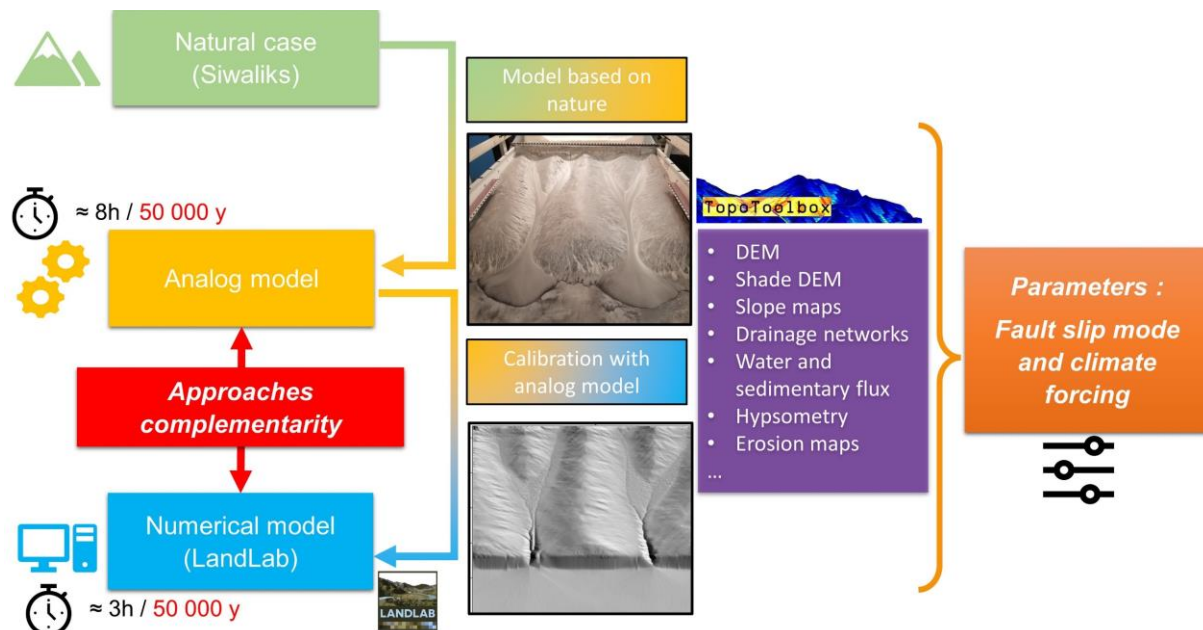 Natural case
(Siwaliks)
Model based on
nature
≈ 8h / 50 000 y
Analog model
Approaches
complementarity
Calibration with
analog model
Numerical model
(LandLab)
≈ 3h / 50 000 y
LANDLAB
TopoToolbox
• DEM
• Shade DEM
• Slope maps
• Drainage networks
• Water and
sedimentary flux
• Hypsometry
• Erosion maps
...
Parameters :
Fault slip mode
and climate
forcing